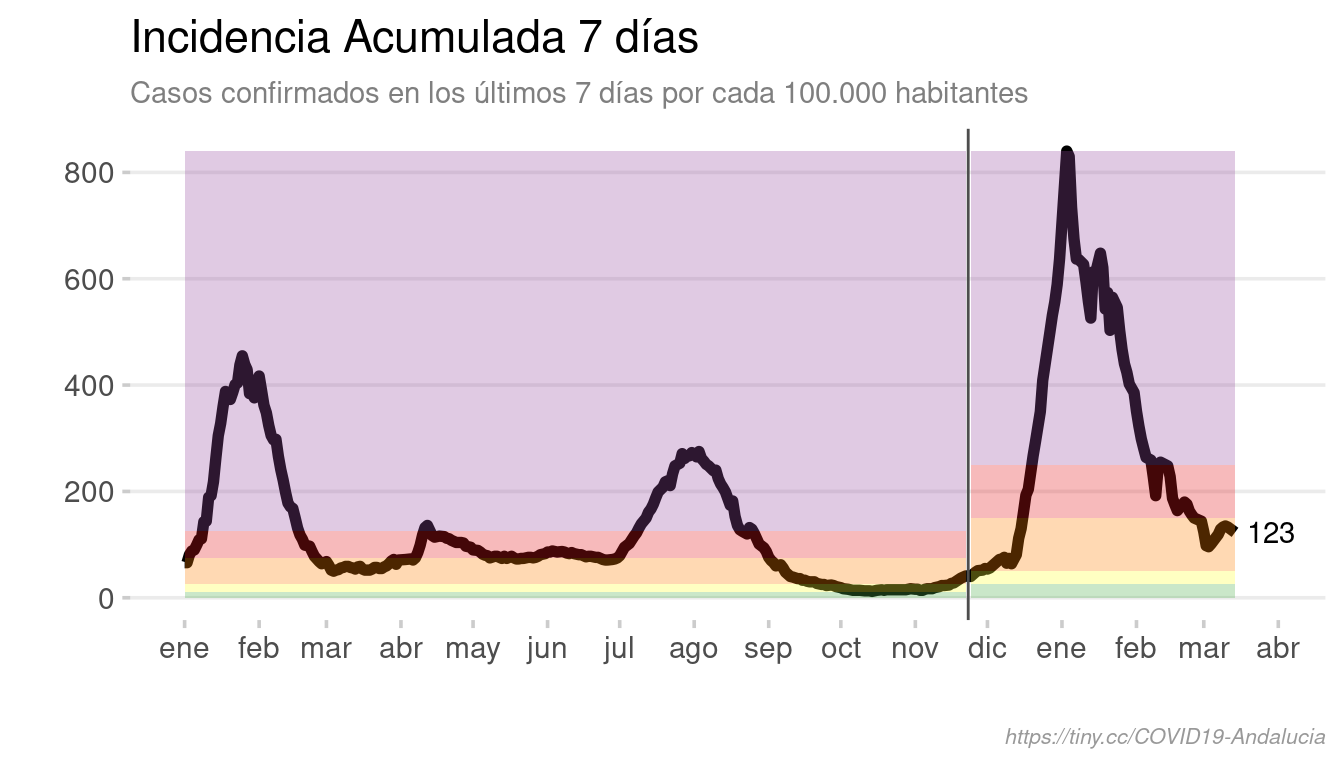 Incidencia Acumulada 7 días
Casos confirmados en los últimos 7 días por cada 100.000 habitantes
800
600
400
200
0
123
ene feb mar abr may jun jul ago sep oct nov dic ene feb mar abr
https://tiny.cc/COVID19-Andalucia